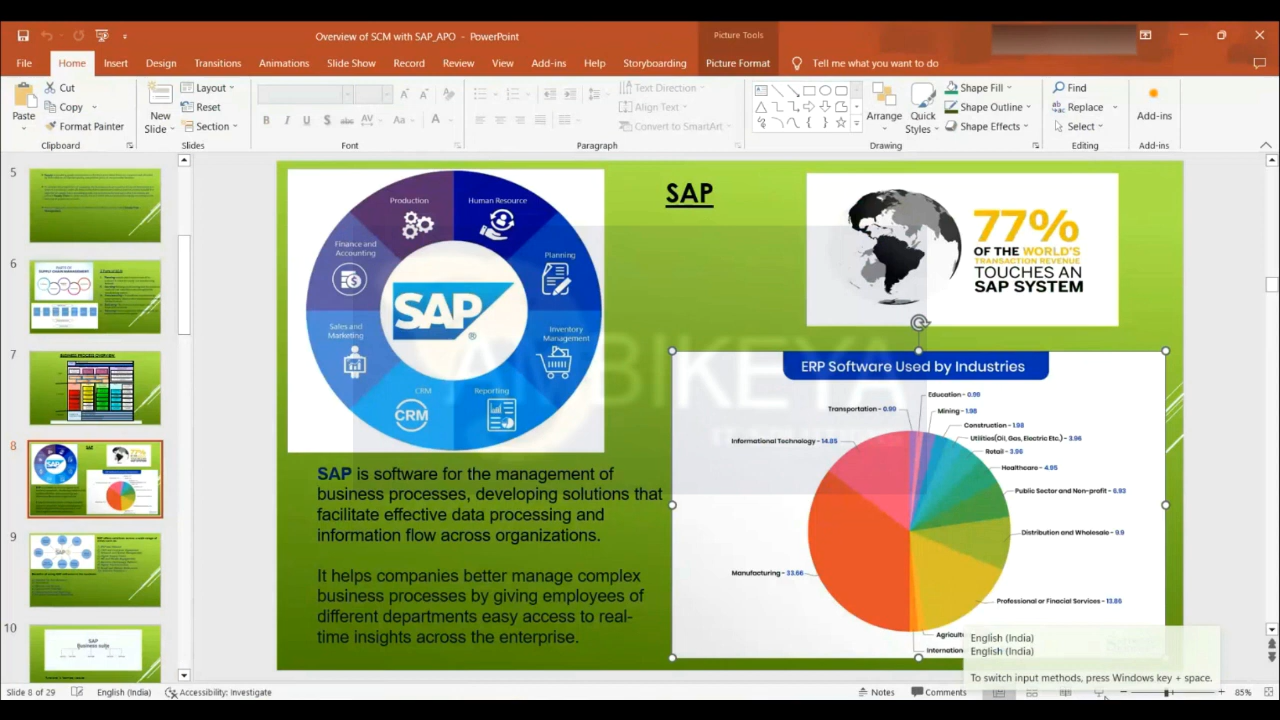 Overview of SCM with SAP_APO - PowerPoint
Picture Tools
File Home Insert Design Transitions Animations Slide Show Record Review View Add-ins Help Storyboarding Picture Format Tell me what you want to do
Paste
Cut
Copy
Format Painter
Clipboard
New Slide
Layout
Reset
Section
Slides
Font
Text Direction
Align Text
Convert to SmartArt
Paragraph
Arrange
Quick Styles
Shape Fill
Shape Outline
Shape Effects
Drawing
Find
Replace
Select
Editing
Add-ins
Add-ins
5
6
7
8
9
10
SAP
Production
Human Resource
Finance and Accounting
Planning
Sales and Marketing
Inventory Management
CRM
CRM
Reporting
SAP
77%
OF THE WORLD'S
TRANSACTION REVENUE
TOUCHES AN
SAP SYSTEM
SAP is software for the management of
business processes, developing solutions that
facilitate effective data processing and
information flow across organizations.
It helps companies better manage complex
business processes by giving employees of
different departments easy access to real-
time insights across the enterprise.
ERP Software Used by Industries
Education - 0.99
Transportation - 0.99
Mining - 1.98
Construction - 1.98
Utilities(Oil, Gas, Electric Etc.) - 3.96
Informational Technology - 14.85
Retail - 3.96
Healthcare - 4.95
Public Sector and Non-profit - 6.93
Distribution and Wholesale - 9.9
Manufacturing - 33.66
Professional or Finacial Services - 13.86
English (India)
English (India)
To switch input methods, press Windows key + space.
Slide 8 of 29
English (India)
Accessibility: Investigate
Notes
Comments
85%